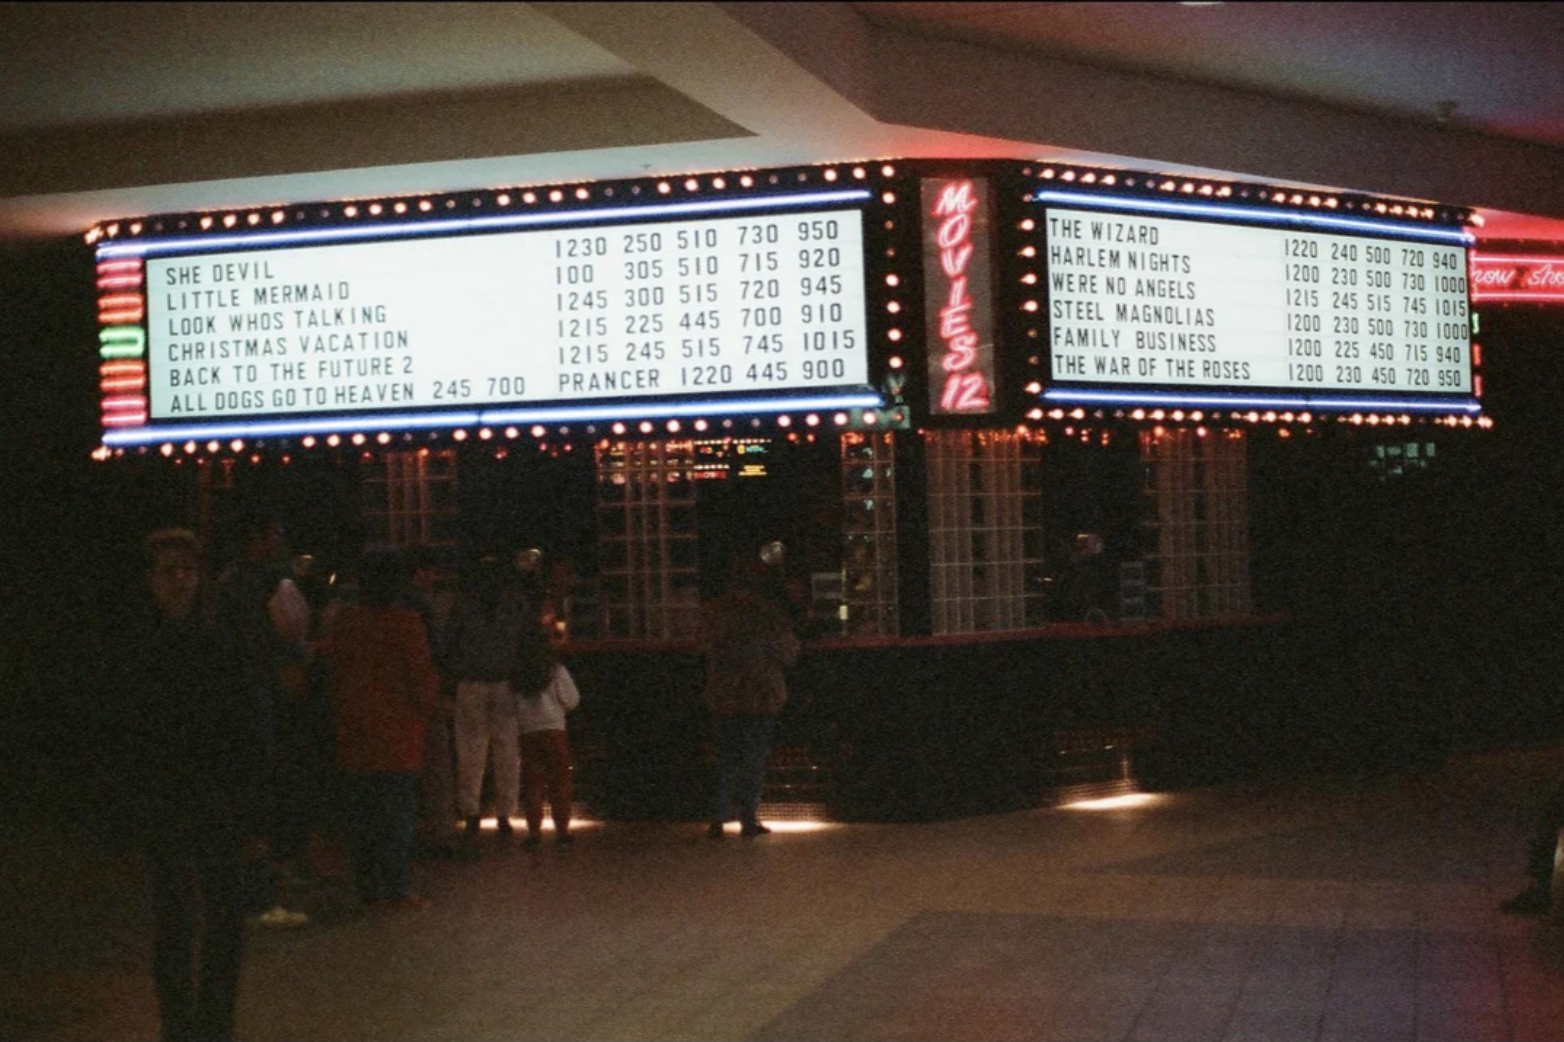 SHE DEVIL 1230 250 510 730 950
LITTLE MERMAID 100 305 510 715 920
LOOK WHOS TALKING 1245 300 515 720 945
CHRISTMAS VACATION 1215 225 445 700 910
BACK TO THE FUTURE 2 1215 245 515 745 1015
ALL DOGS GO TO HEAVEN 245 700 PRANCER 1220 445 900
MOVIES 12
THE WIZARD 1220 240 500 720 940
HARLEM NIGHTS 1200 230 500 730 1000
WERE NO ANGELS 1215 245 515 745 1015
STEEL MAGNOLIAS 1200 230 500 730 1000
FAMILY BUSINESS 1200 225 450 715 940
THE WAR OF THE ROSES 1200 230 450 720 950
now